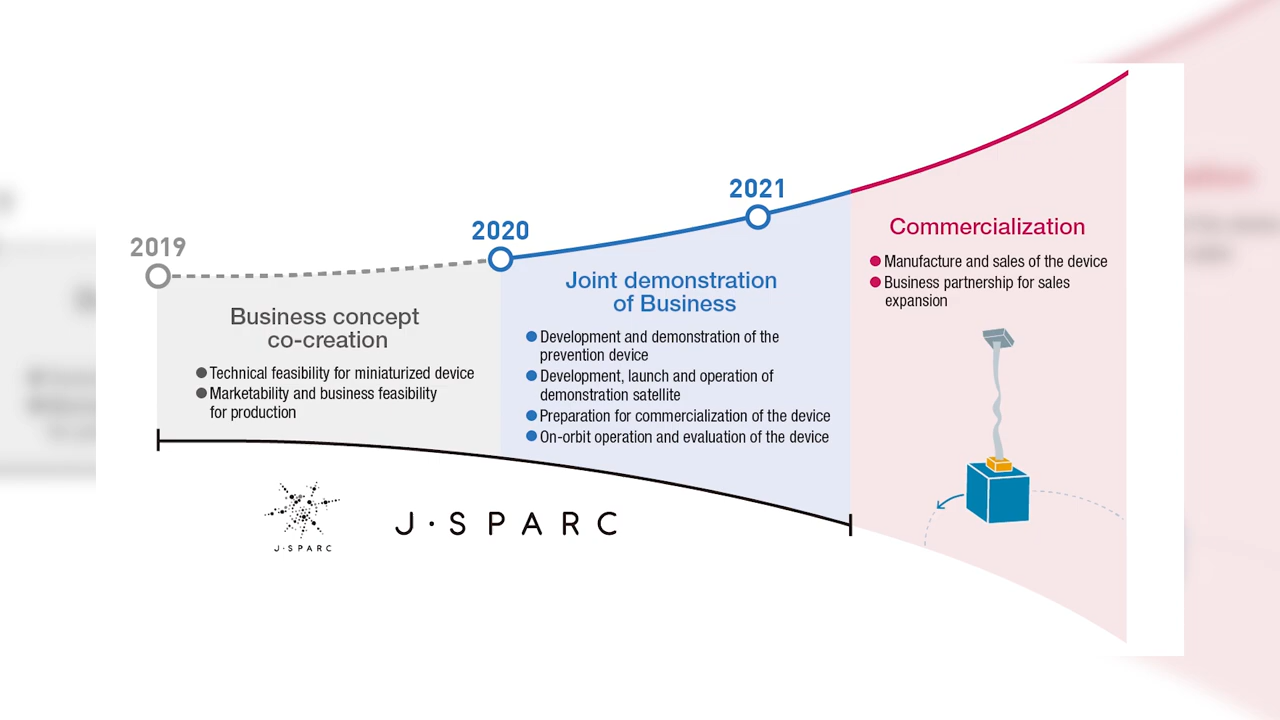 2019
2020
2021
Business concept
co-creation
● Technical feasibility for miniaturized device
● Marketability and business feasibility
for production
Joint demonstration
of Business
● Development and demonstration of the
prevention device
● Development, launch and operation of
demonstration satellite
● Preparation for commercialization of the device
● On-orbit operation and evaluation of the device
Commercialization
● Manufacture and sales of the device
● Business partnership for sales
expansion
J·SPARC
J·SPARC